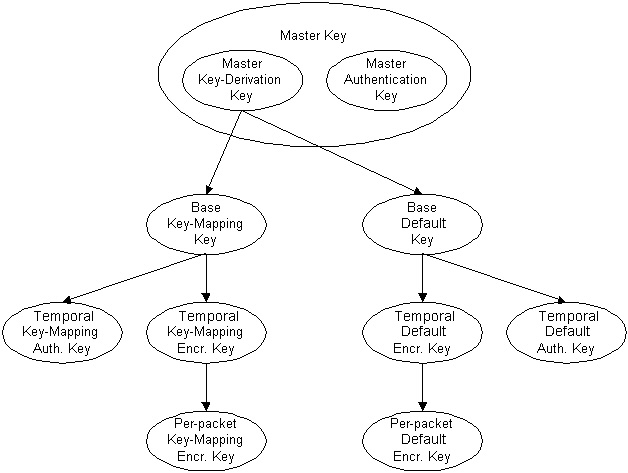 Master Key
Master
Key-Derivation
Key
Master
Authentication
Key
Base
Key-Mapping
Key
Base
Default
Key
Temporal
Key-Mapping
Auth. Key
Temporal
Key-Mapping
Encr. Key
Temporal
Default
Encr. Key
Temporal
Default
Auth. Key
Per-packet
Key-Mapping
Encr. Key
Per-packet
Default
Encr. Key